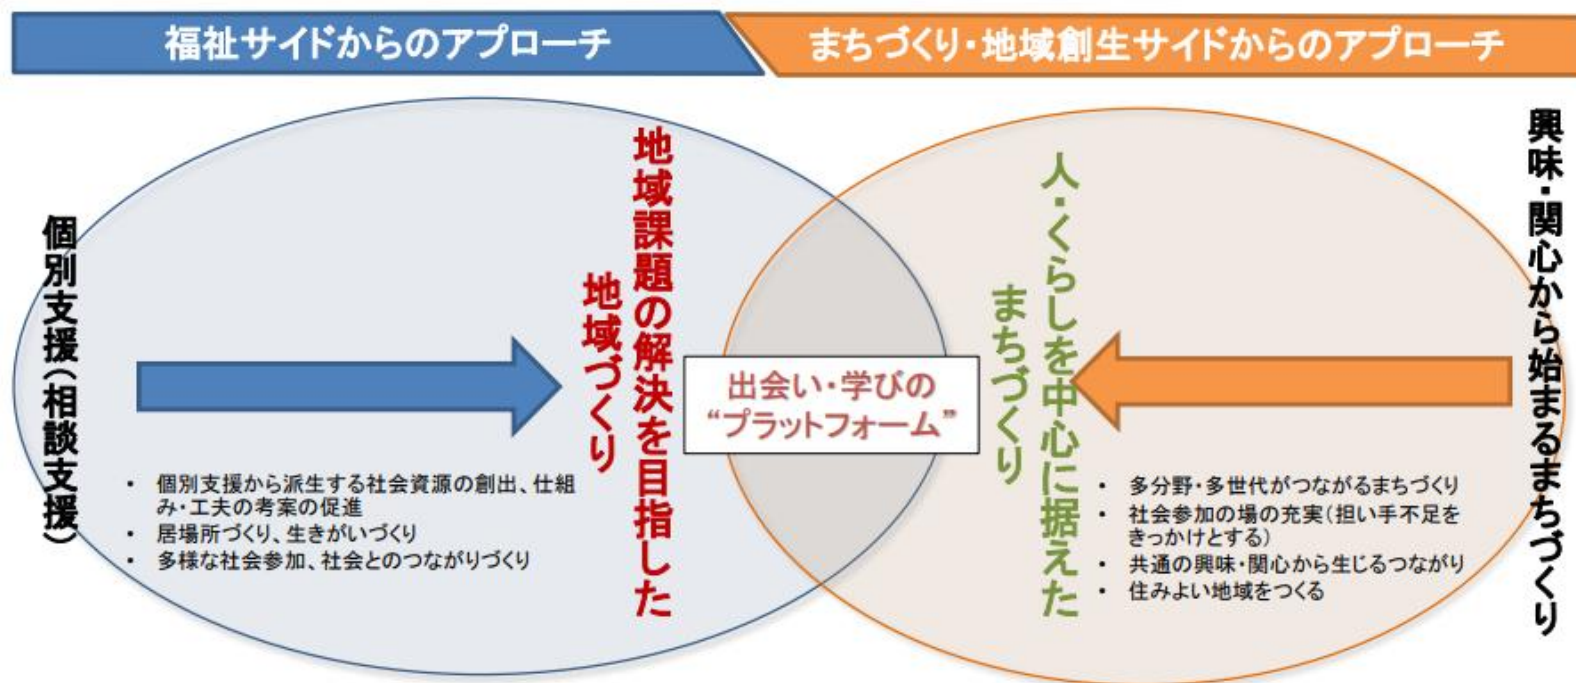 福祉サイドからのアプローチ
まちづくり・地域創生サイドからのアプローチ
個別支援（相談支援）
地域課題の解決を目指した
地域づくり
・ 個別支援から派生する社会資源の創出、仕組
み・工夫の考案の促進
・ 居場所づくり、生きがいづくり
・ 多様な社会参加、社会とのつながりづくり
出会い・学びの
“プラットフォーム”
人・くらしを中心に据えた
まちづくり
・ 多分野・多世代がつながるまちづくり
・ 社会参加の場の充実（担い手不足を
きっかけとする）
・ 共通の興味・関心から生じるつながり
・ 住みよい地域をつくる
興味・関心から始まるまちづくり